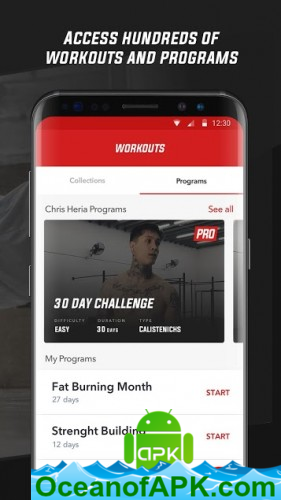 ACCESS HUNDREDS OF
WORKOUTS AND PROGRAMS
12:30
WORKOUTS
Collections
Programs
Chris Heria Programs
See all
PRO
30 DAY CHALLENGE
DIFFICULTY
DURATION
TYPE
EASY
30 DAYS
CALISTENICHS
My Programs
Fat Burning Month
27 days
START
Strenght Building
12 days
START
apk
OceanofAPK.com